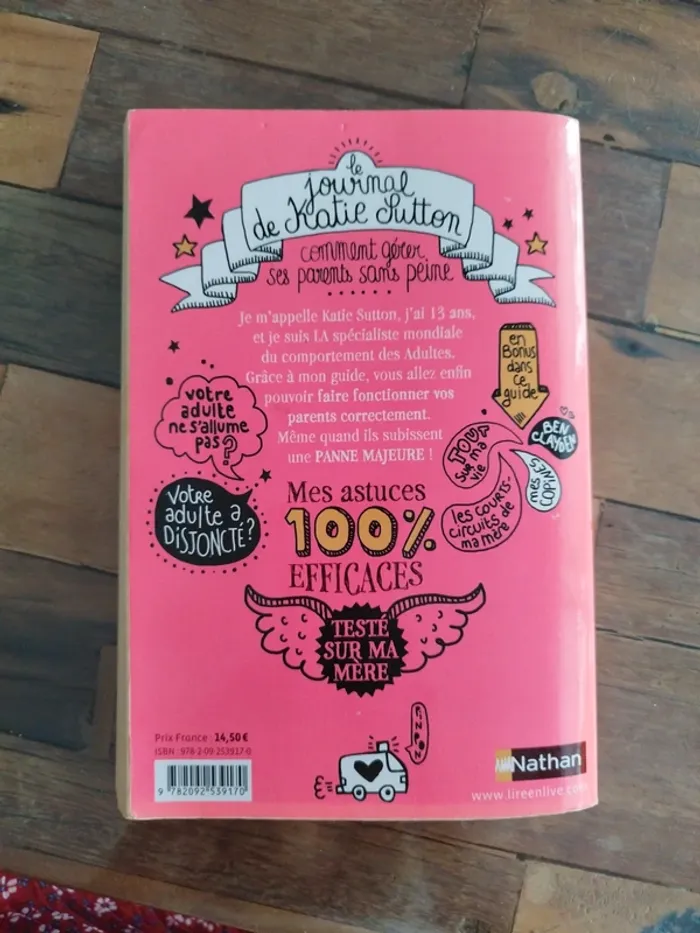 le
journal
de Katie Sutton
comment gérer
ses parents sans peine
Je m'appelle Katie Sutton, j'ai 13 ans,
et je suis LA spécialiste mondiale
du comportement des Adultes.
Grâce à mon guide, vous allez enfin
pouvoir faire fonctionner vos
parents correctement.
Même quand ils subissent
une PANNE MAJEURE !
votre
adulte
ne s'allume
pas?
Votre
adulte a
DISJONCTÉ?
en
Bonus
dans
ce
guide
BEN
CLAYDEN
TOUT
sur ma
vie
mes
COPINES
les courts-
circuits de
ma mère
Mes astuces
100%
EFFICACES
TESTÉ
SUR MA
MÈRE
Prix France : 14,50 €
ISBN : 978-2-09-253917-0
9 782092 539170
PINPON
Nathan
www.lireenlive.com